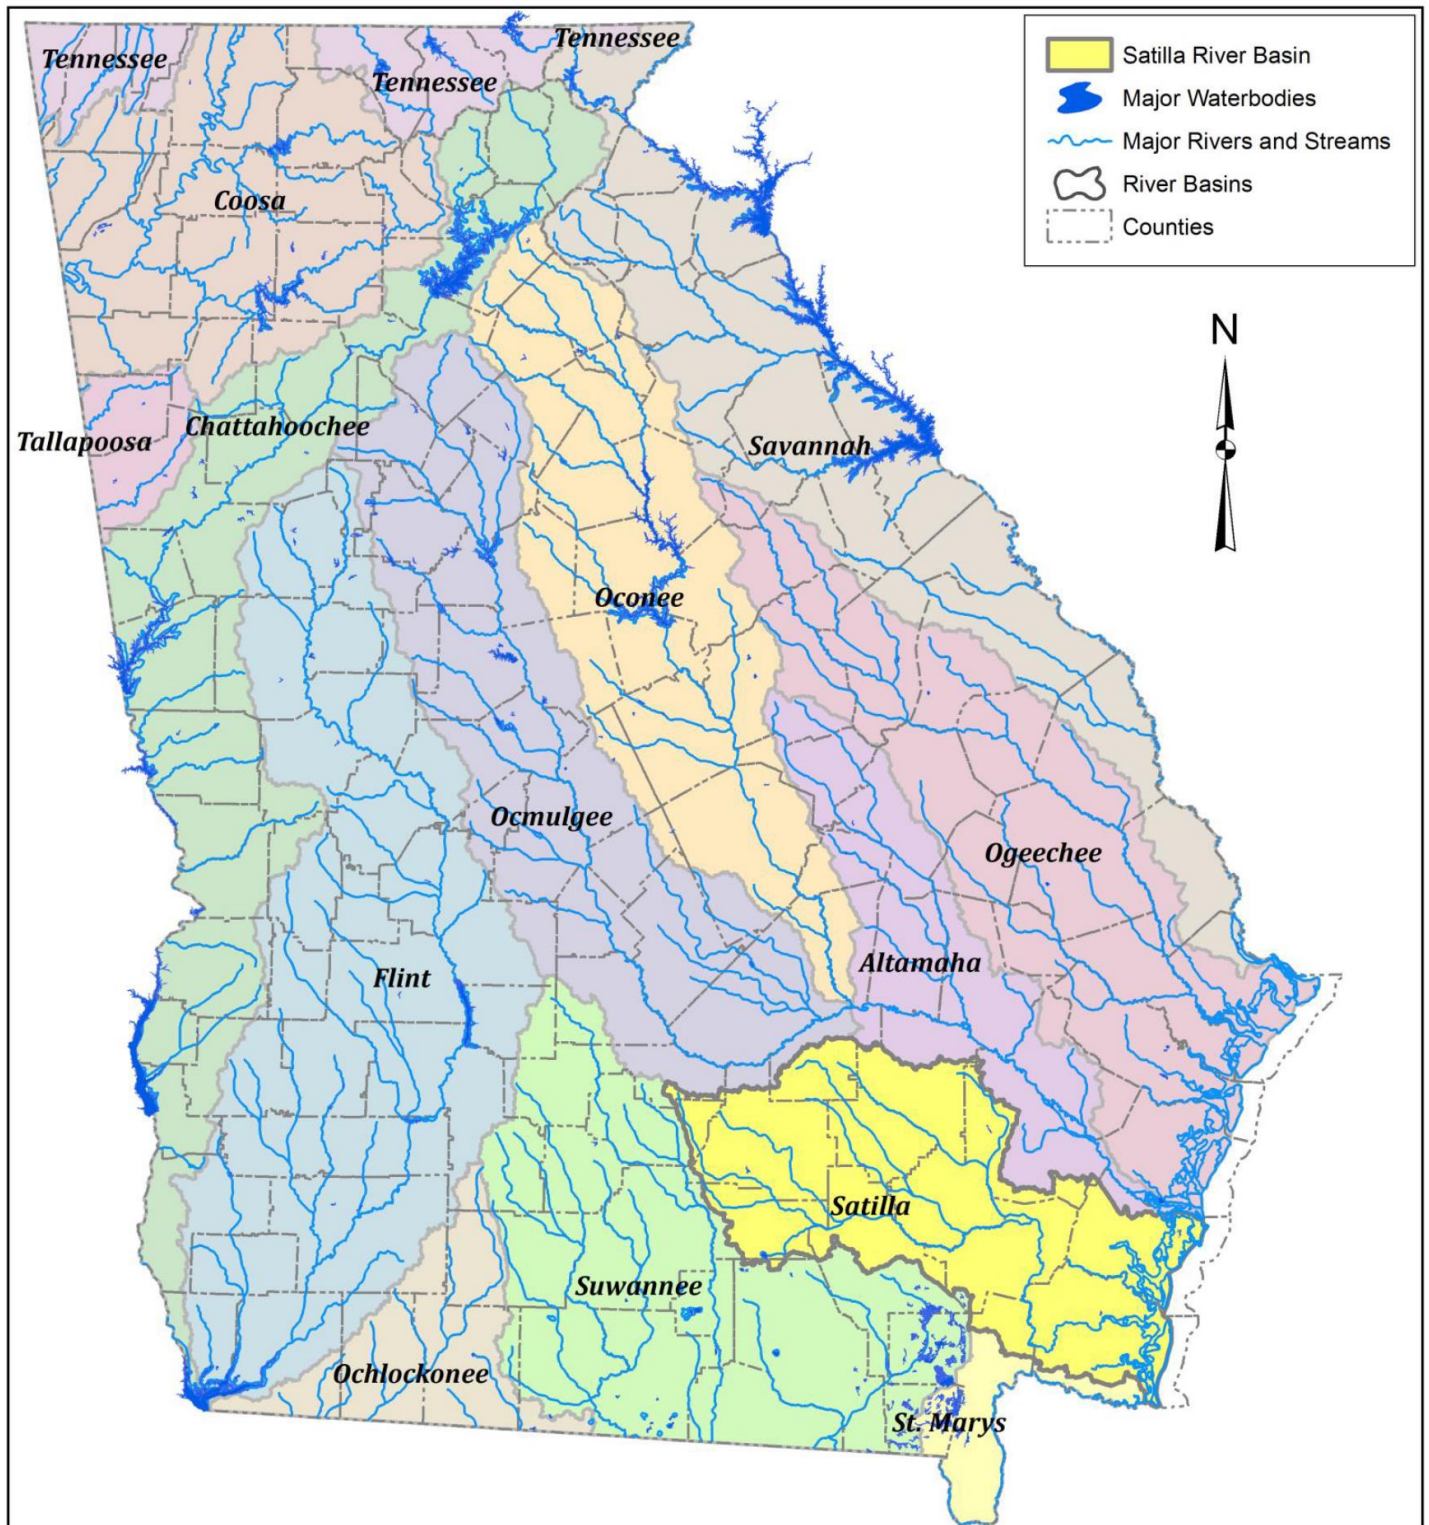 Tennessee
Tennessee
Tennessee
Satilla River Basin
Major Waterbodies
Major Rivers and Streams
River Basins
Counties
Coosa
N
Tallapoosa
Chattahoochee
Savannah
Oconee
Ocmulgee
Ogeechee
Flint
Altamaha
Satilla
Suwannee
Ochlockonee
St. Marys